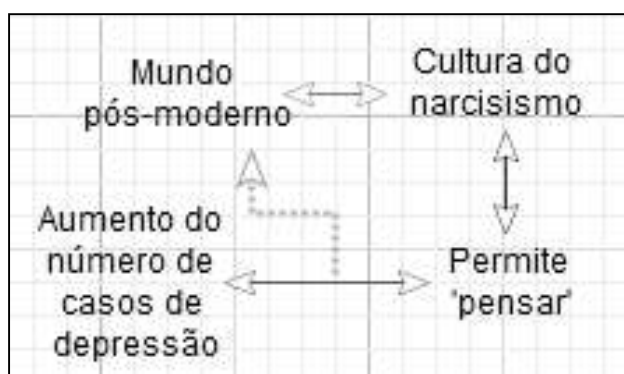 Mundo
pós-moderno
Cultura do
narcisismo
Aumento do
número de
casos de
depressão
Permite
'pensar'